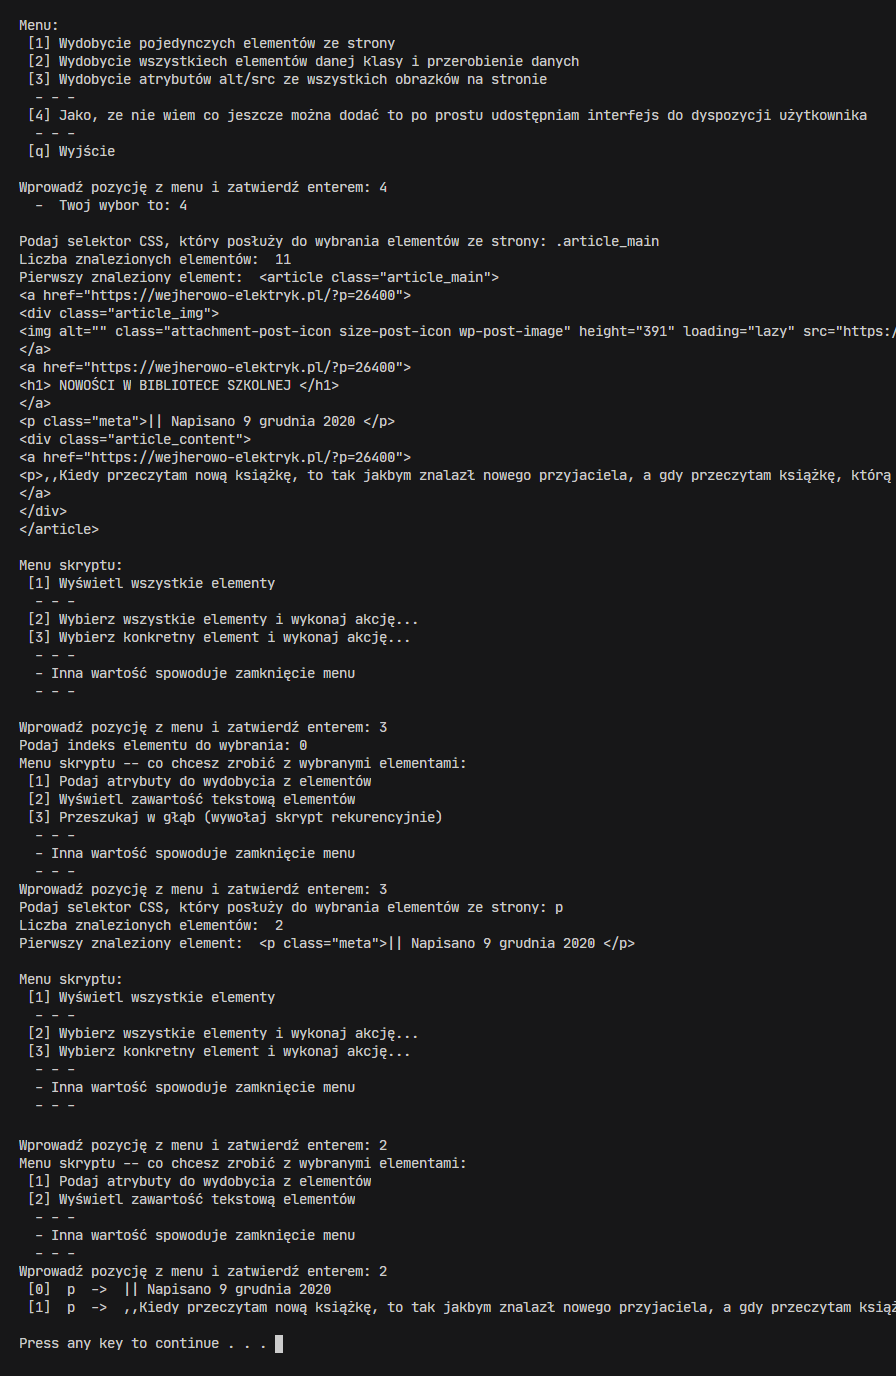 Menu:
[1] Wydobycie pojedynczych elementów ze strony
[2] Wydobycie wszystkiech elementów danej klasy i przerobienie danych
[3] Wydobycie atrybutów alt/src ze wszystkich obrazków na stronie
- - -
[4] Jako, ze nie wiem co jeszcze można dodać to po prostu udostępniam interfejs do dyspozycji użytkownika
- - -
[q] Wyjście
Wprowadź pozycję z menu i zatwierdź enterem: 4
-  Twoj wybor to: 4
Podaj selektor CSS, który posłuży do wybrania elementów ze strony: .article_main
Liczba znalezionych elementów:  11
Pierwszy znaleziony element:  <article class="article_main">
<a href="https://wejherowo-elektryk.pl/?p=26400">
<div class="article_img">
<img alt="" class="attachment-post-icon size-post-icon wp-post-image" height="391" loading="lazy" src="https:/
</a>
<a href="https://wejherowo-elektryk.pl/?p=26400">
<h1> NOWOŚCI W BIBLIOTECE SZKOLNEJ </h1>
</a>
<p class="meta">|| Napisano 9 grudnia 2020 </p>
<div class="article_content">
<a href="https://wejherowo-elektryk.pl/?p=26400">
<p>,,Kiedy przeczytam nową książkę, to tak jakbym znalazł nowego przyjaciela, a gdy przeczytam książkę, którą
</a>
</div>
</article>
Menu skryptu:
[1] Wyświetl wszystkie elementy
- - -
[2] Wybierz wszystkie elementy i wykonaj akcję...
[3] Wybierz konkretny element i wykonaj akcję...
- - -
- Inna wartość spowoduje zamknięcie menu
- - -
Wprowadź pozycję z menu i zatwierdź enterem: 3
Podaj indeks elementu do wybrania: 0
Menu skryptu -- co chcesz zrobić z wybranymi elementami:
[1] Podaj atrybuty do wydobycia z elementów
[2] Wyświetl zawartość tekstową elementów
[3] Przeszukaj w głąb (wywołaj skrypt rekurencyjnie)
- - -
- Inna wartość spowoduje zamknięcie menu
- - -
Wprowadź pozycję z menu i zatwierdź enterem: 3
Podaj selektor CSS, który posłuży do wybrania elementów ze strony: p
Liczba znalezionych elementów:  2
Pierwszy znaleziony element:  <p class="meta">|| Napisano 9 grudnia 2020 </p>
Menu skryptu:
[1] Wyświetl wszystkie elementy
- - -
[2] Wybierz wszystkie elementy i wykonaj akcję...
[3] Wybierz konkretny element i wykonaj akcję...
- - -
- Inna wartość spowoduje zamknięcie menu
- - -
Wprowadź pozycję z menu i zatwierdź enterem: 2
Menu skryptu -- co chcesz zrobić z wybranymi elementami:
[1] Podaj atrybuty do wydobycia z elementów
[2] Wyświetl zawartość tekstową elementów
- - -
- Inna wartość spowoduje zamknięcie menu
- - -
Wprowadź pozycję z menu i zatwierdź enterem: 2
[0]  p  ->  || Napisano 9 grudnia 2020
[1]  p  ->  ,,Kiedy przeczytam nową książkę, to tak jakbym znalazł nowego przyjaciela, a gdy przeczytam książ
Press any key to continue . . .